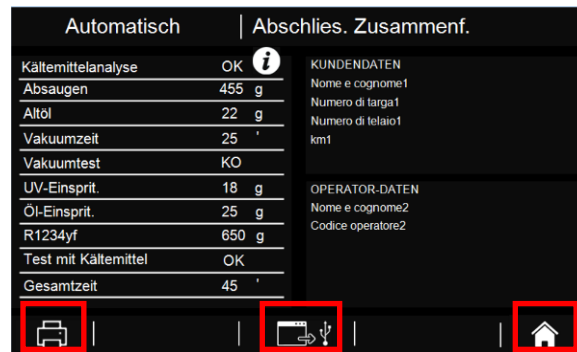 Automatisch Abschlies. Zusammenf.
Kältemittelanalyse OK i
Absaugen 455 g
Altöl 22 g
Vakuumzeit 25 '
Vakuumtest KO
UV-Einsprit. 18 g
Öl-Einsprit. 25 g
R1234yf 650 g
Test mit Kältemittel OK
Gesamtzeit 45 '
KUNDENDATEN
Nome e cognome1
Numero di targa1
Numero di telaio1
km1
OPERATOR-DATEN
Nome e cognome2
Codice operatore2